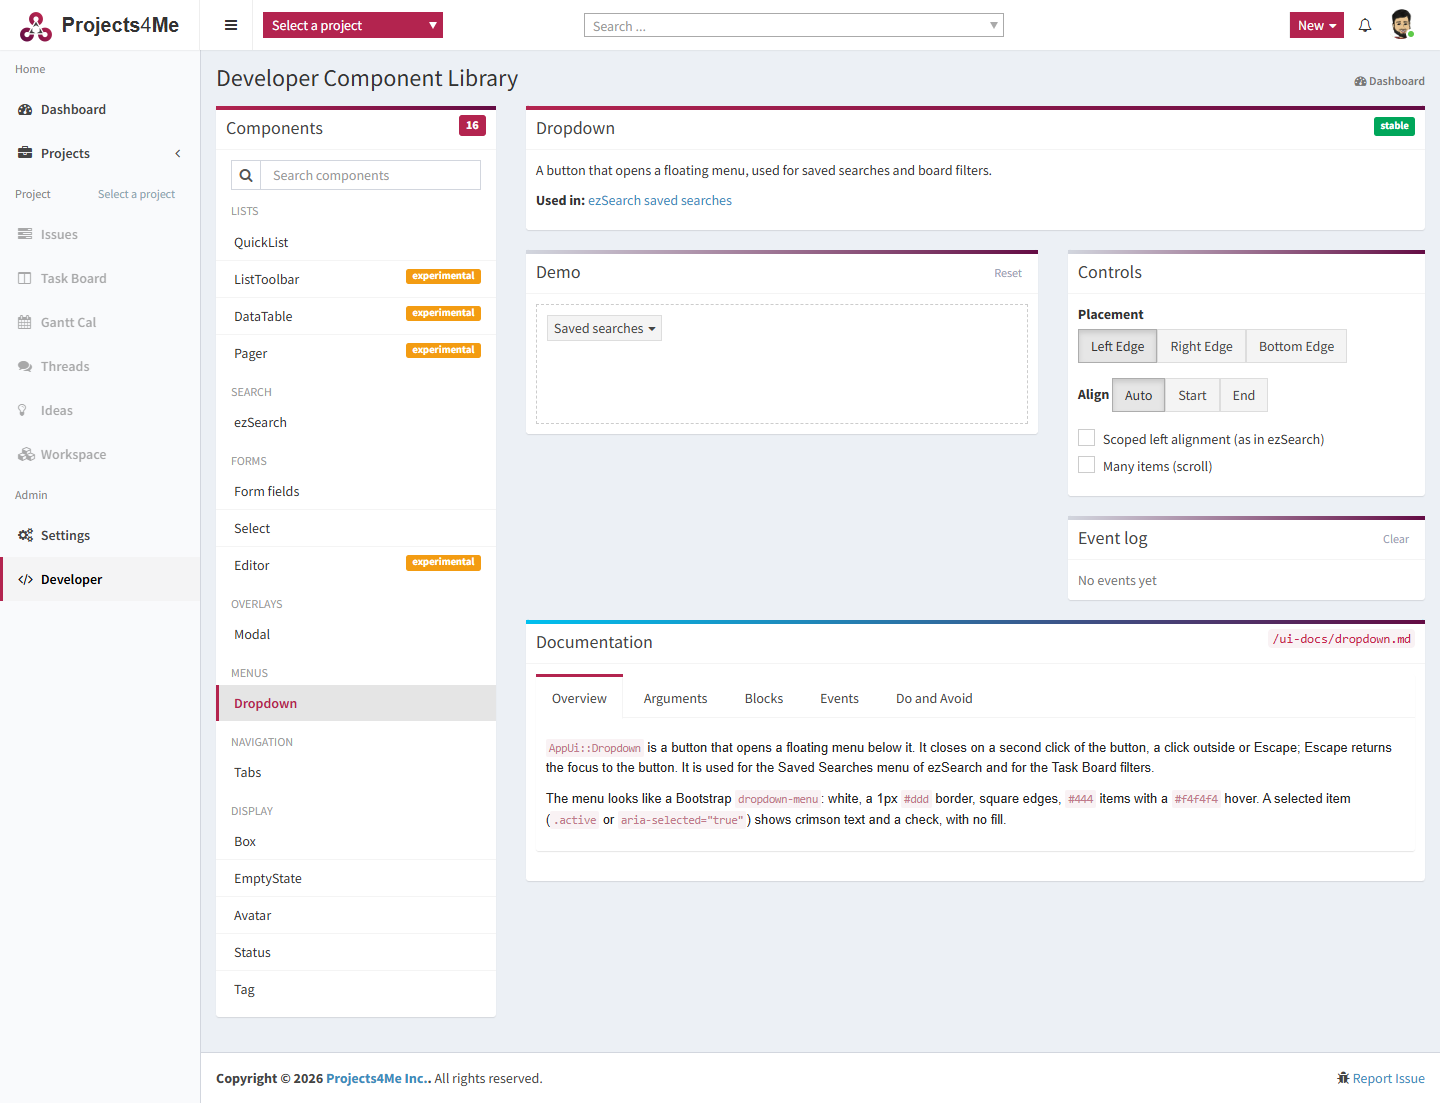 Projects4Me
Select a project
Search ...
New
Home
Dashboard
Projects
Project
Select a project
Issues
Task Board
Gantt Cal
Threads
Ideas
Workspace
Admin
Settings
Developer
Developer Component Library
Dashboard
Components
16
Search components
LISTS
QuickList
ListToolbar
experimental
DataTable
experimental
Pager
experimental
SEARCH
ezSearch
FORMS
Form fields
Select
Editor
experimental
OVERLAYS
Modal
MENUS
Dropdown
NAVIGATION
Tabs
DISPLAY
Box
EmptyState
Avatar
Status
Tag
Dropdown
stable
A button that opens a floating menu, used for saved searches and board filters.
Used in: ezSearch saved searches
Demo
Reset
Saved searches
Controls
Placement
Left Edge
Right Edge
Bottom Edge
Align
Auto
Start
End
Scoped left alignment (as in ezSearch)
Many items (scroll)
Event log
Clear
No events yet
Documentation
/ui-docs/dropdown.md
Overview
Arguments
Blocks
Events
Do and Avoid
AppUi::Dropdown is a button that opens a floating menu below it. It closes on a second click of the button, a click outside or Escape; Escape returns
the focus to the button. It is used for the Saved Searches menu of ezSearch and for the Task Board filters.
The menu looks like a Bootstrap dropdown-menu: white, a 1px #ddd border, square edges, #444 items with a #f4f4f4 hover. A selected item
(.active or aria-selected="true") shows crimson text and a check, with no fill.
Copyright © 2026 Projects4Me Inc.. All rights reserved.
Report Issue